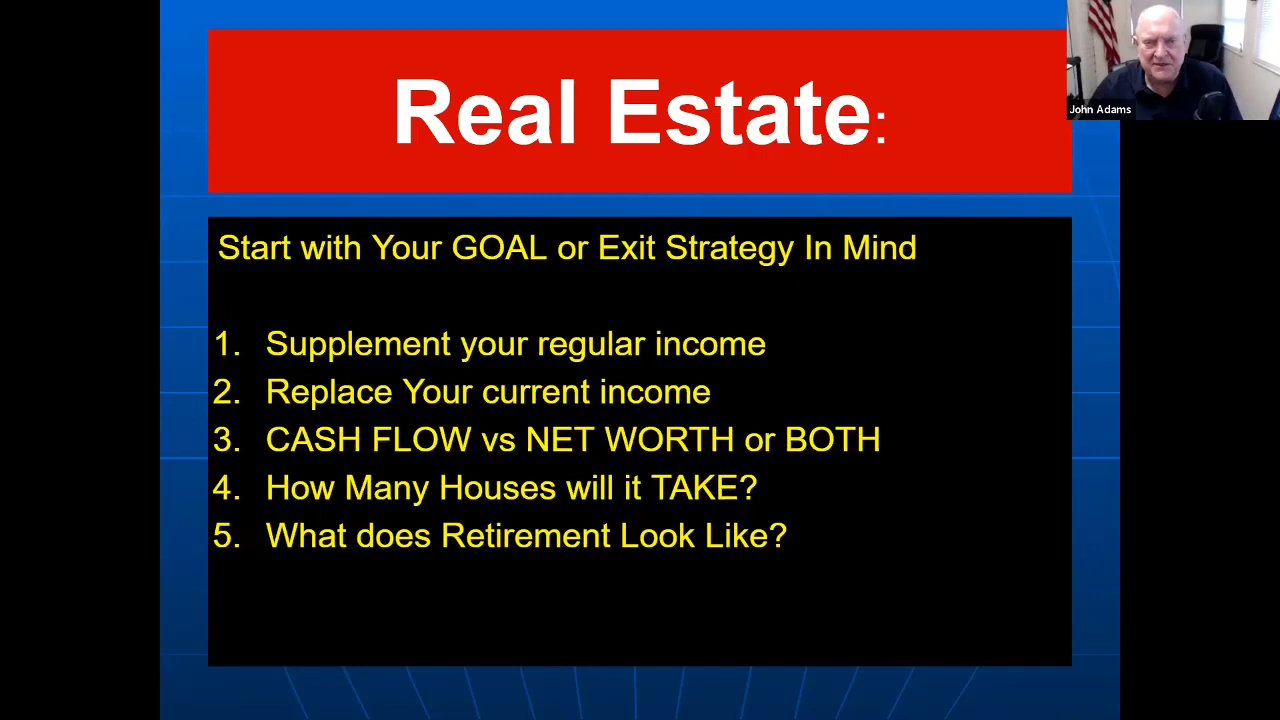 Real Estate:
John Adams
Start with Your GOAL or Exit Strategy In Mind
1. Supplement your regular income
2. Replace Your current income
3. CASH FLOW vs NET WORTH or BOTH
4. How Many Houses will it TAKE?
5. What does Retirement Look Like?